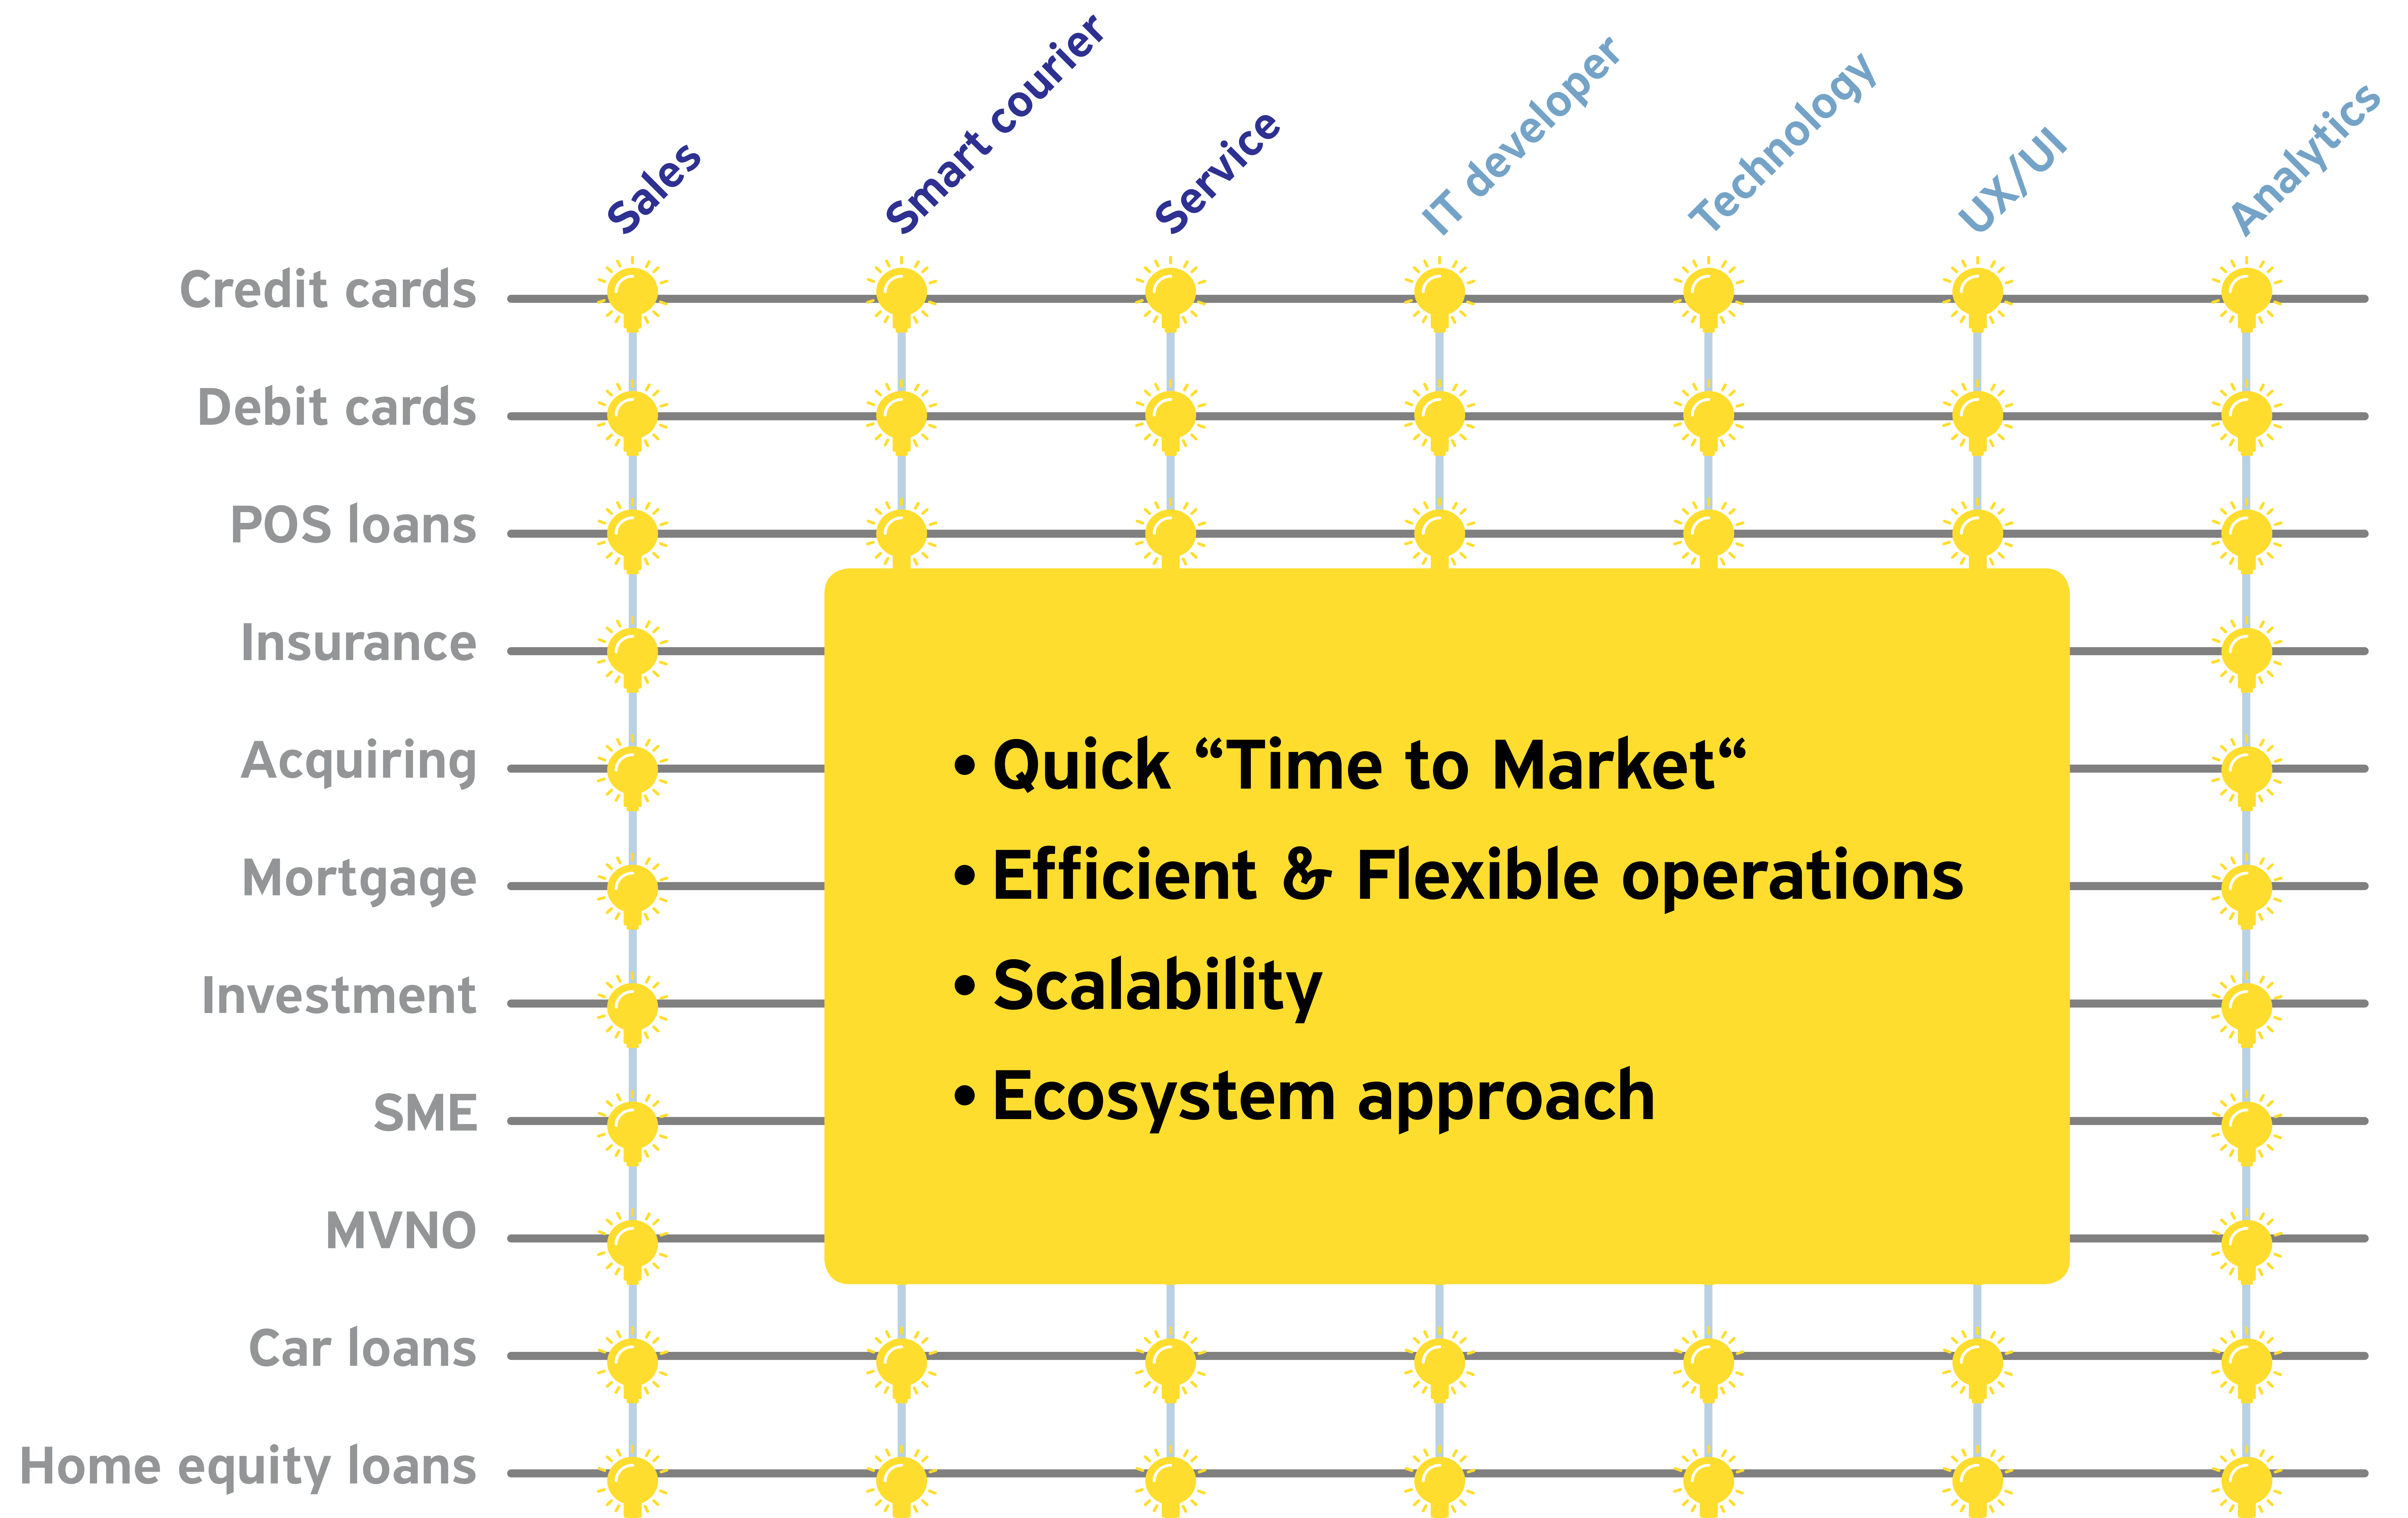 Sales
Smart courier
Service
IT developer
Technology
UX/UI
Analytics
Credit cards
Debit cards
POS loans
Insurance
Acquiring
Mortgage
Investment
SME
MVNO
Car loans
Home equity loans
• Quick “Time to Market“
• Efficient & Flexible operations
• Scalability
• Ecosystem approach